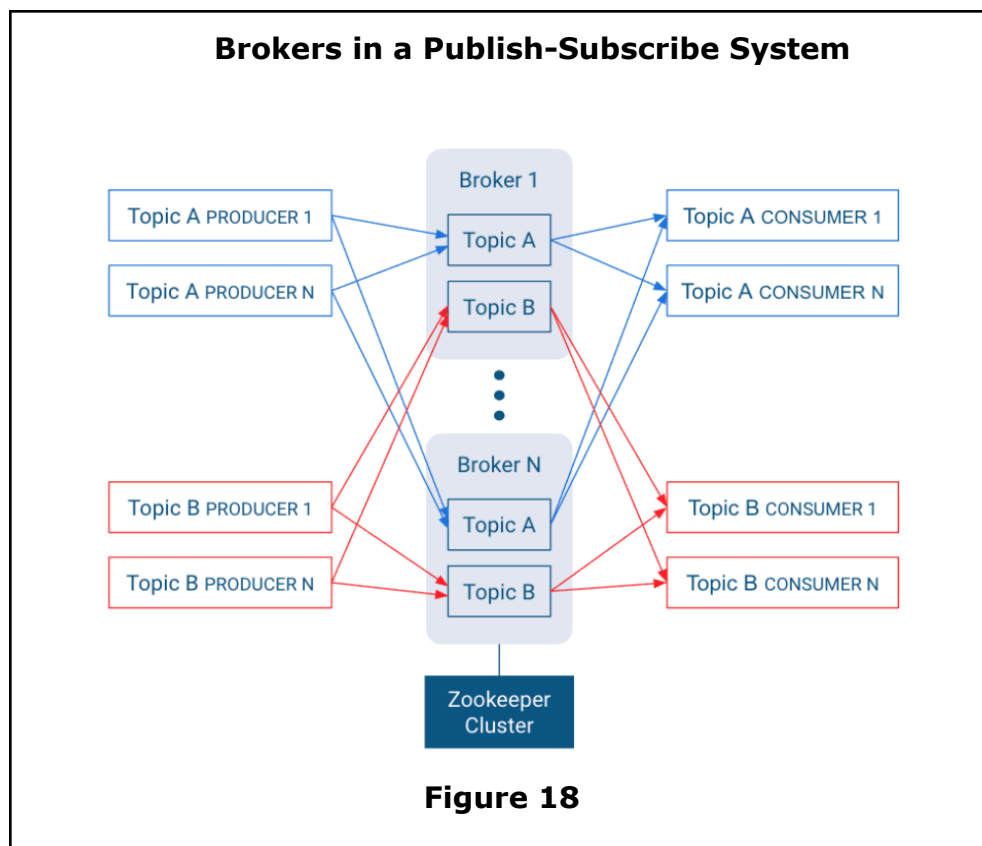 Brokers in a Publish-Subscribe System
Broker 1
Topic A PRODUCER 1
Topic A PRODUCER N
Topic A
Topic B
Topic A CONSUMER 1
Topic A CONSUMER N
Broker N
Topic B PRODUCER 1
Topic B PRODUCER N
Topic A
Topic B
Topic B CONSUMER 1
Topic B CONSUMER N
Zookeeper
Cluster
Figure 18